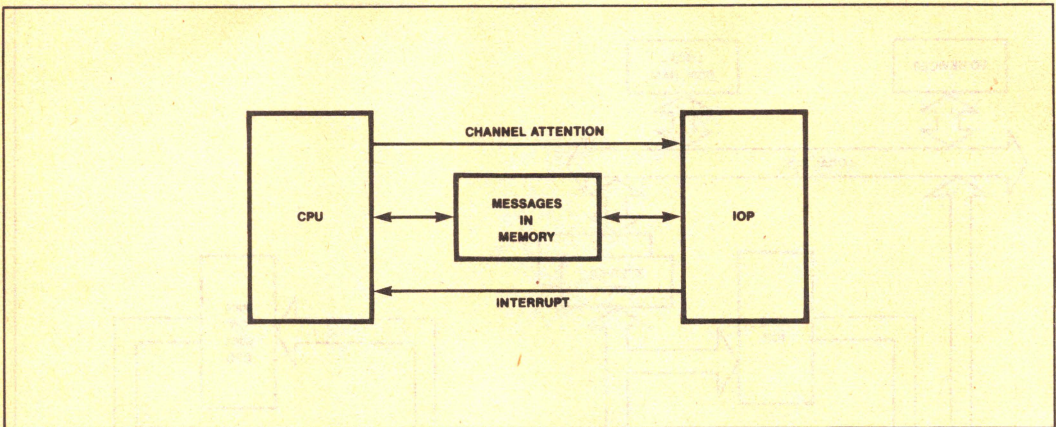 CHANNEL ATTENTION
CPU
MESSAGES
IN
MEMORY
IOP
INTERRUPT